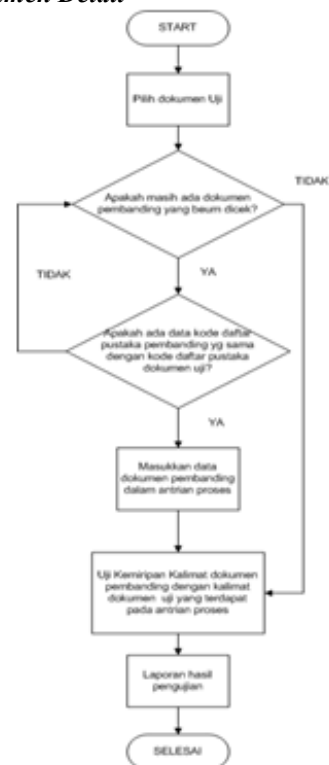 START
Pilih dokumen Uji
Apakah masih ada dokumen
pembanding yang beum dicek?
TIDAK
TIDAK
YA
Apakah ada data kode daftar
pustaka pembanding yg sama
dengan kode daftar pustaka
dokumen uji?
YA
Masukkan data
dokumen pembanding
dalam antrian proses
Uji Kemiripan Kalimat dokumen
pembanding dengan kalimat
dokumen uji yang terdapat
pada antrian proses
Laporan hasil
pengujian
SELESAI